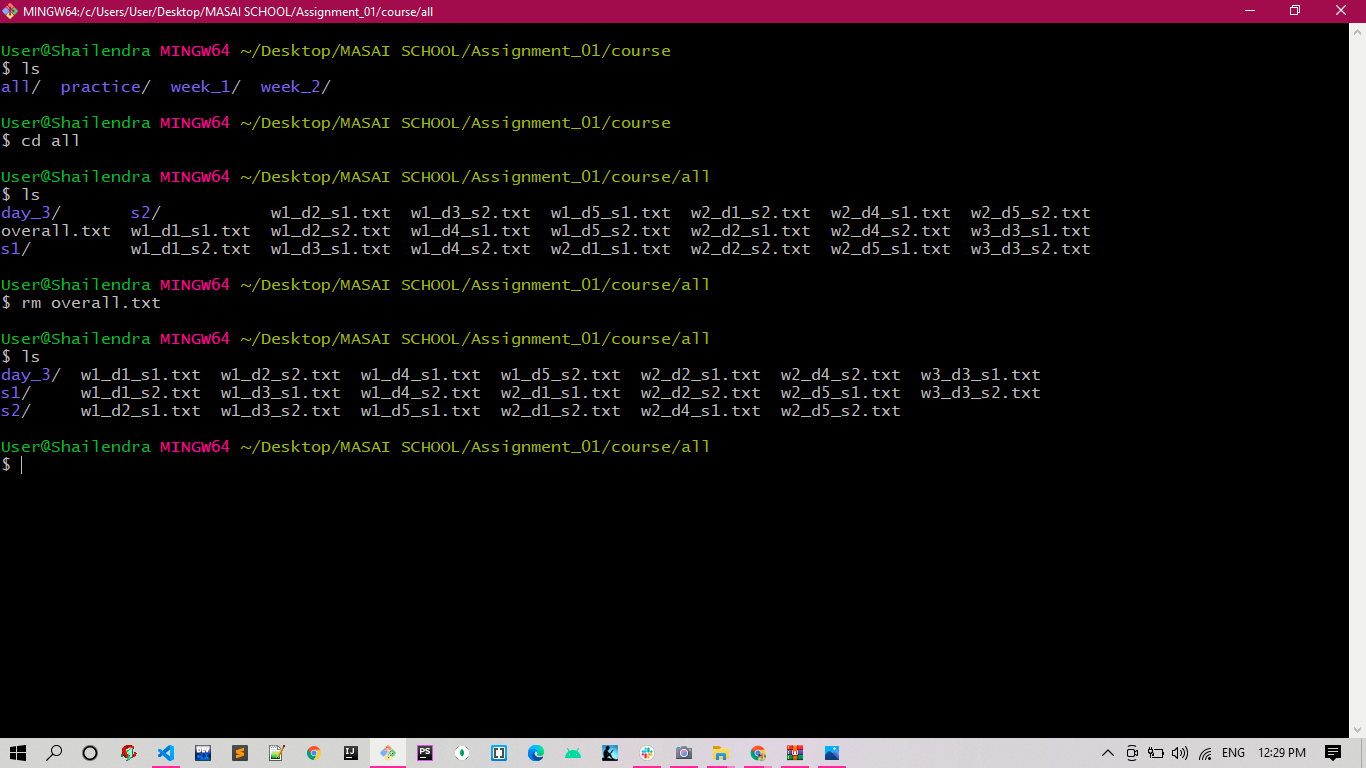 MINGW64:/c/Users/User/Desktop/MASAI SCHOOL/Assignment_01/course/all
User@Shailendra MINGW64 ~/Desktop/MASAI SCHOOL/Assignment_01/course
$ ls
all/  practice/  week_1/  week_2/
User@Shailendra MINGW64 ~/Desktop/MASAI SCHOOL/Assignment_01/course
$ cd all
User@Shailendra MINGW64 ~/Desktop/MASAI SCHOOL/Assignment_01/course/all
$ ls
day_3/       s2/           w1_d2_s1.txt  w1_d3_s2.txt  w1_d5_s1.txt  w2_d1_s2.txt  w2_d4_s1.txt  w2_d5_s2.txt
overall.txt  w1_d1_s1.txt  w1_d2_s2.txt  w1_d4_s1.txt  w1_d5_s2.txt  w2_d2_s1.txt  w2_d4_s2.txt  w3_d3_s1.txt
s1/          w1_d1_s2.txt  w1_d3_s1.txt  w1_d4_s2.txt  w2_d1_s1.txt  w2_d2_s2.txt  w2_d5_s1.txt  w3_d3_s2.txt
User@Shailendra MINGW64 ~/Desktop/MASAI SCHOOL/Assignment_01/course/all
$ rm overall.txt
User@Shailendra MINGW64 ~/Desktop/MASAI SCHOOL/Assignment_01/course/all
$ ls
day_3/  w1_d1_s1.txt  w1_d2_s2.txt  w1_d4_s1.txt  w1_d5_s2.txt  w2_d2_s1.txt  w2_d4_s2.txt  w3_d3_s1.txt
s1/     w1_d1_s2.txt  w1_d3_s1.txt  w1_d4_s2.txt  w2_d1_s1.txt  w2_d2_s2.txt  w2_d5_s1.txt  w3_d3_s2.txt
s2/     w1_d2_s1.txt  w1_d3_s2.txt  w1_d5_s1.txt  w2_d1_s2.txt  w2_d4_s1.txt  w2_d5_s2.txt
User@Shailendra MINGW64 ~/Desktop/MASAI SCHOOL/Assignment_01/course/all
$
IJ PS ENG 12:29 PM